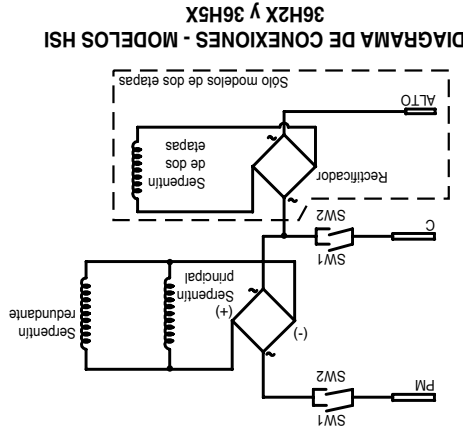 PM
SW1
SW2
(-)
(+)
Serpentín
principal
Serpentín
redundante
C
SW1
SW2
Rectificador
Serpentín
de dos
etapas
ALTO
Sólo modelos de dos etapas
DIAGRAMA DE CONEXIONES - MODELOS HSI
36H2X y 36H5X